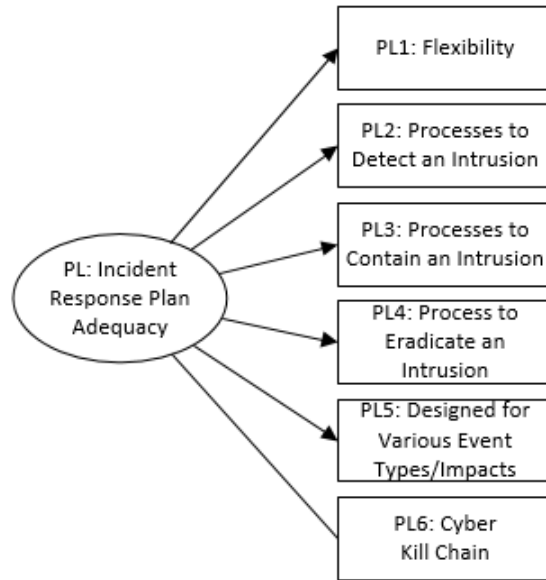 PL1: Flexibility
PL2: Processes to
Detect an Intrusion
PL3: Processes to
Contain an Intrusion
PL: Incident
Response Plan
Adequacy
PL4: Process to
Eradicate an
Intrusion
PL5: Designed for
Various Event
Types/Impacts
PL6: Cyber
Kill Chain